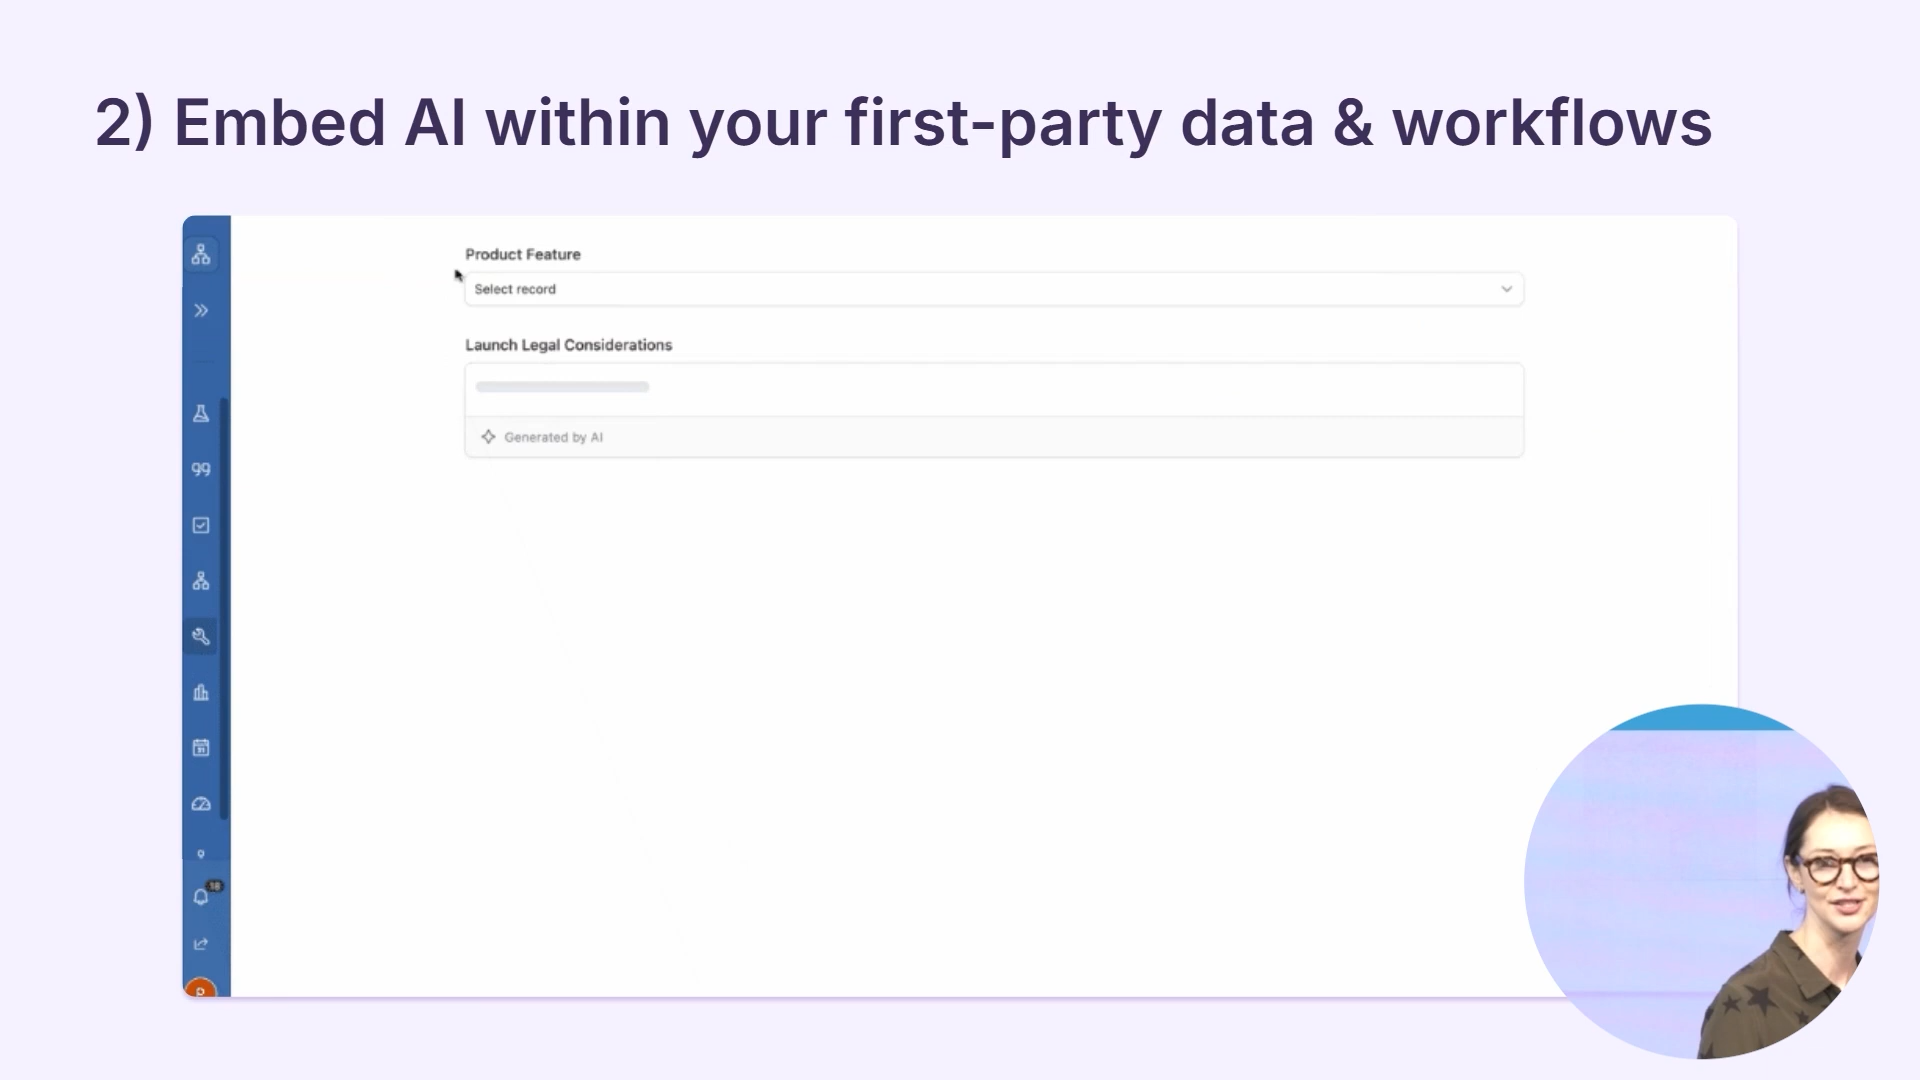 2) Embed AI within your first-party data & workflows
Product Feature
Select record
Launch Legal Considerations
Generated by AI
18